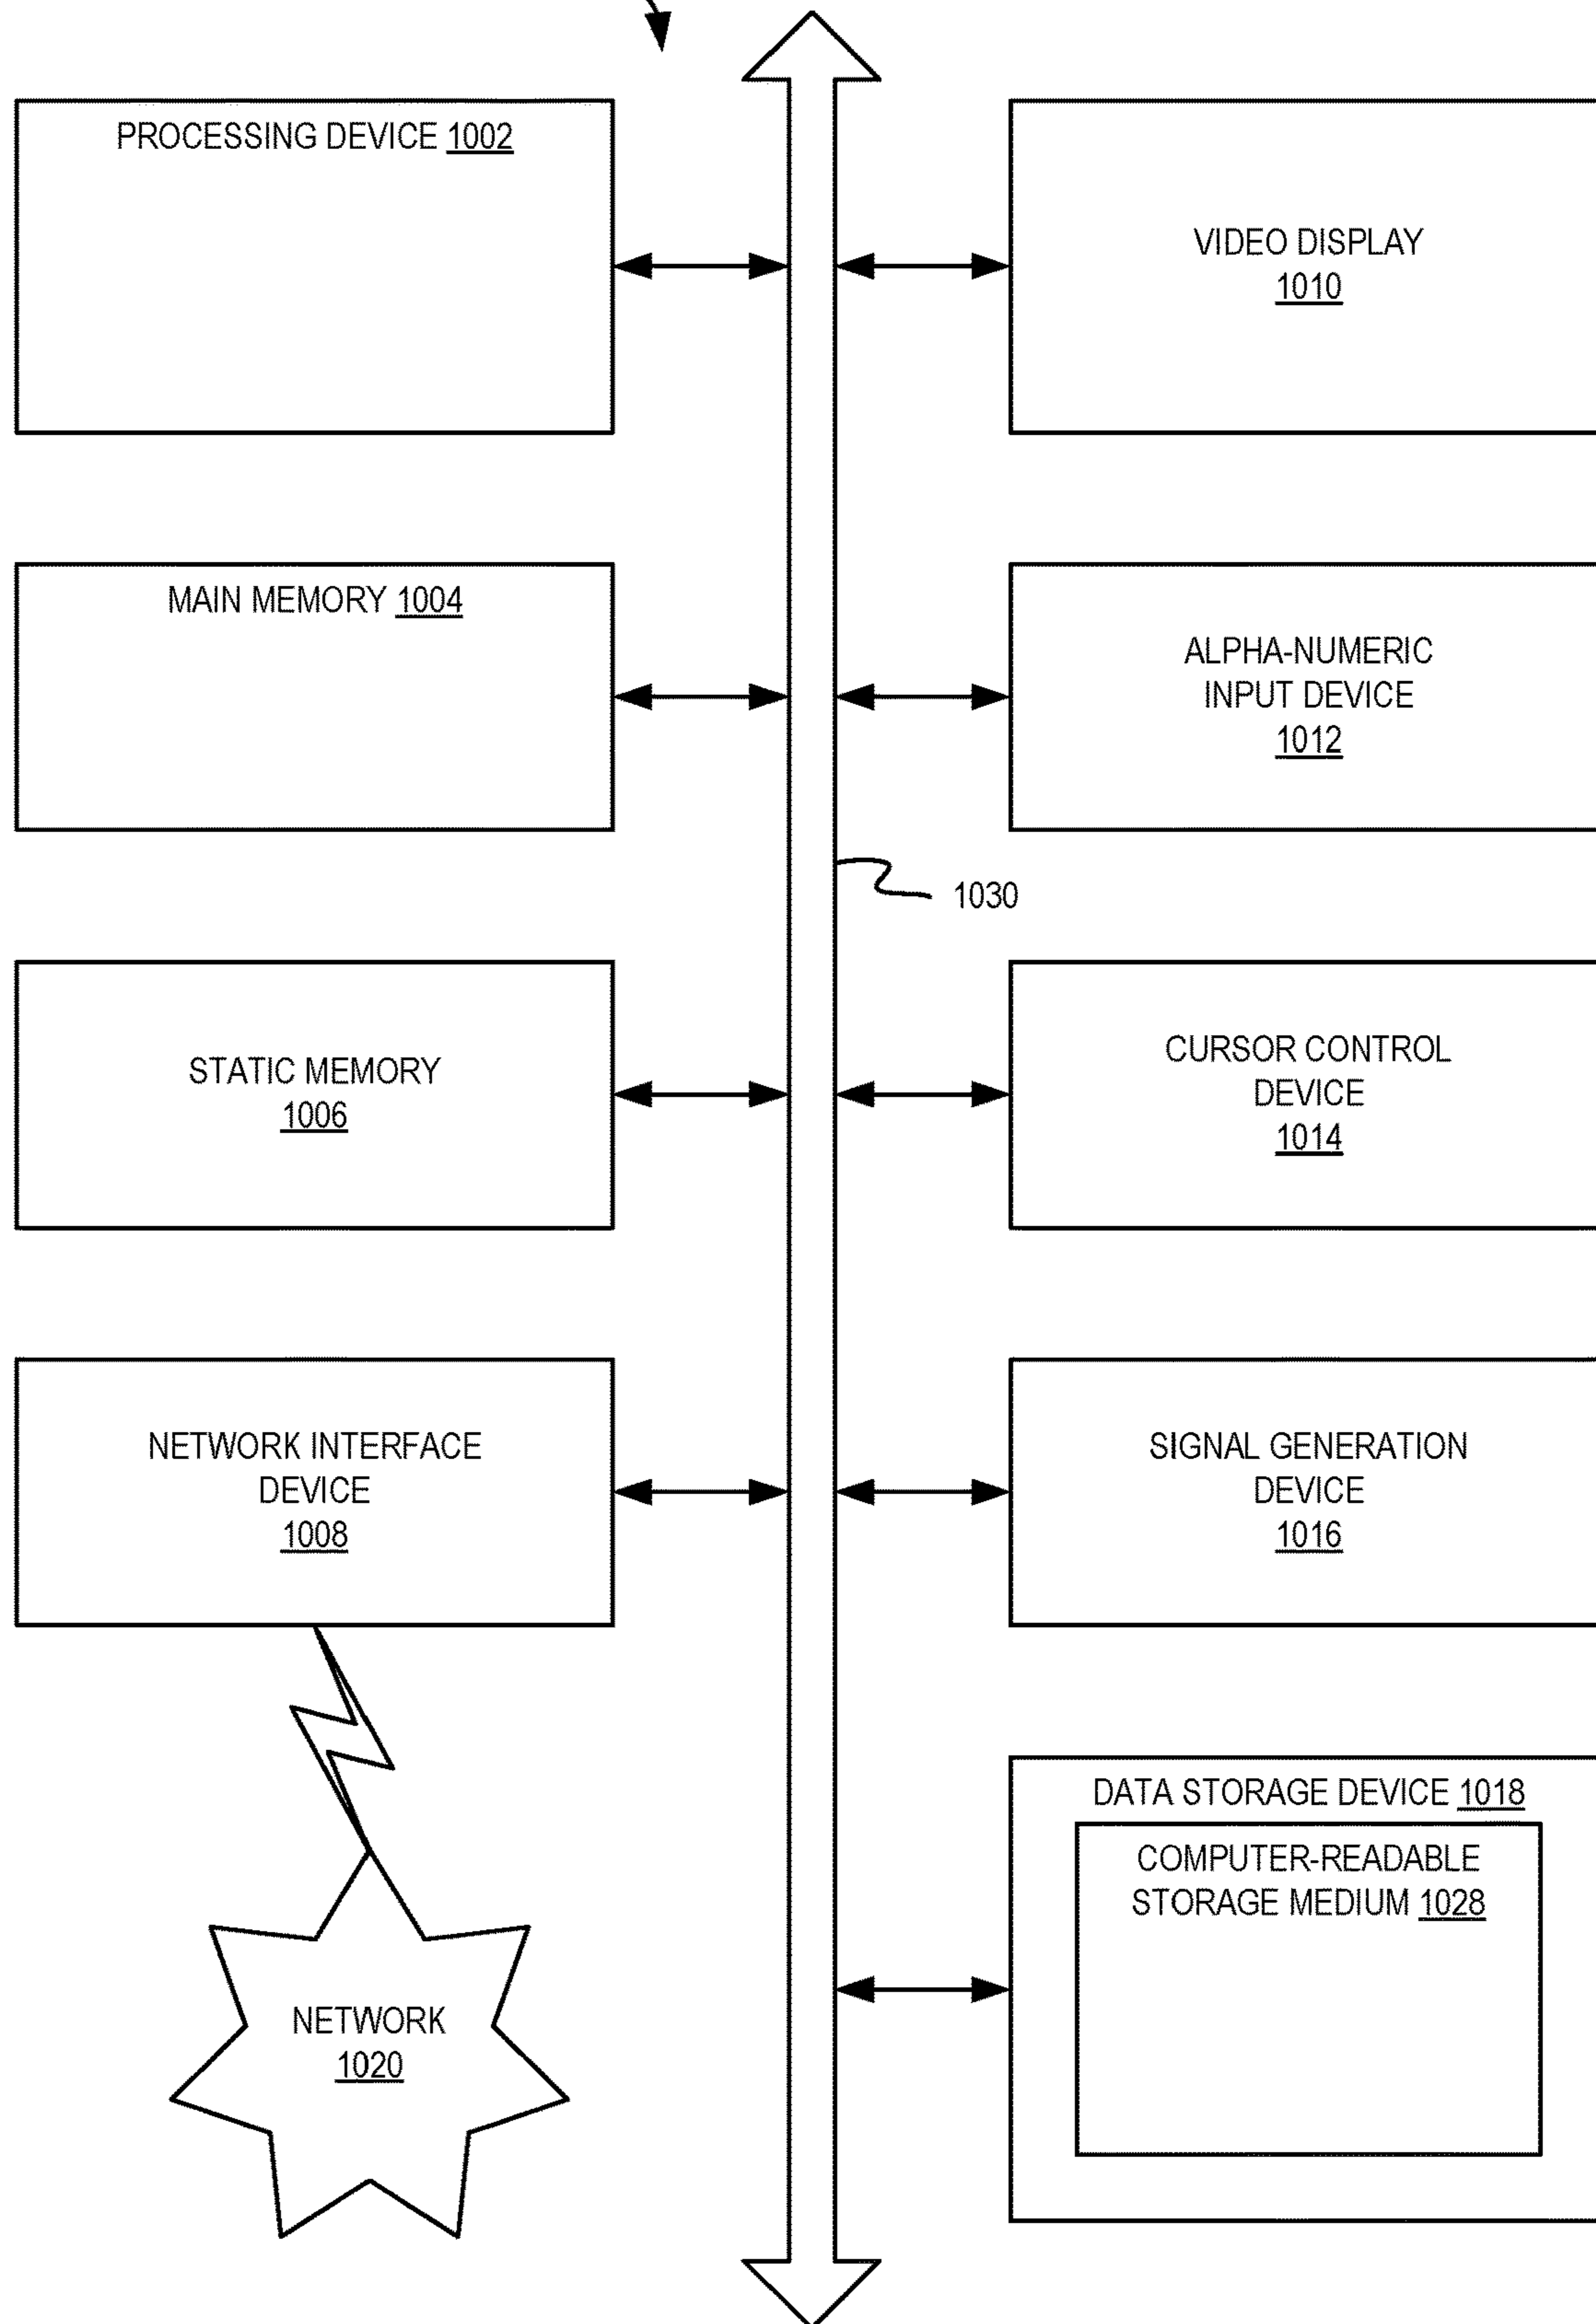 PROCESSING DEVICE 1002
VIDEO DISPLAY
1010
MAIN MEMORY 1004
ALPHA-NUMERIC
INPUT DEVICE
1012
1030
STATIC MEMORY
1006
CURSOR CONTROL
DEVICE
1014
NETWORK INTERFACE
DEVICE
1008
SIGNAL GENERATION
DEVICE
1016
DATA STORAGE DEVICE 1018
COMPUTER-READABLE
STORAGE MEDIUM 1028
NETWORK
1020